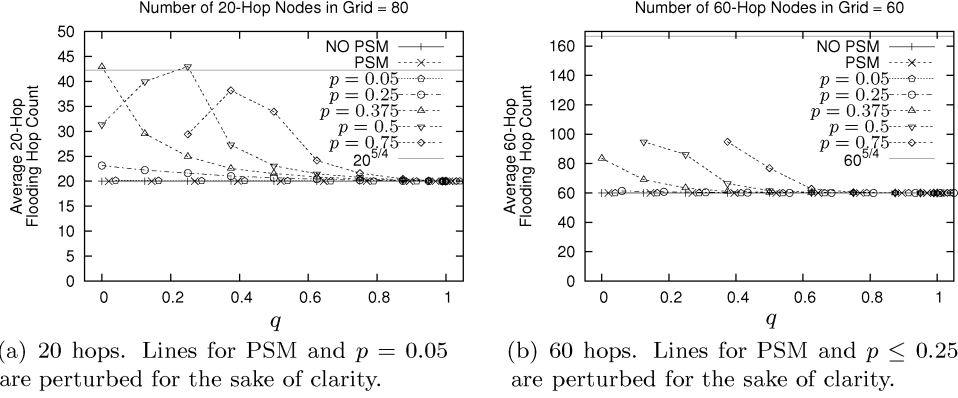 Number of 20-Hop Nodes in Grid = 80
50
45
40
35
30
25
20
15
10
5
0
Average 20-Hop
Flooding Hop Count
NO PSM
PSM
p = 0.05
p = 0.25
p = 0.375
p = 0.5
p = 0.75
20^5/4
0 0.2 0.4 0.6 0.8 1
q
(a) 20 hops. Lines for PSM and p = 0.05
are perturbed for the sake of clarity.
Number of 60-Hop Nodes in Grid = 60
160
140
120
100
80
60
40
20
0
Average 60-Hop
Flooding Hop Count
NO PSM
PSM
p = 0.05
p = 0.25
p = 0.375
p = 0.5
p = 0.75
60^5/4
0 0.2 0.4 0.6 0.8 1
q
(b) 60 hops. Lines for PSM and p ≤ 0.25
are perturbed for the sake of clarity.